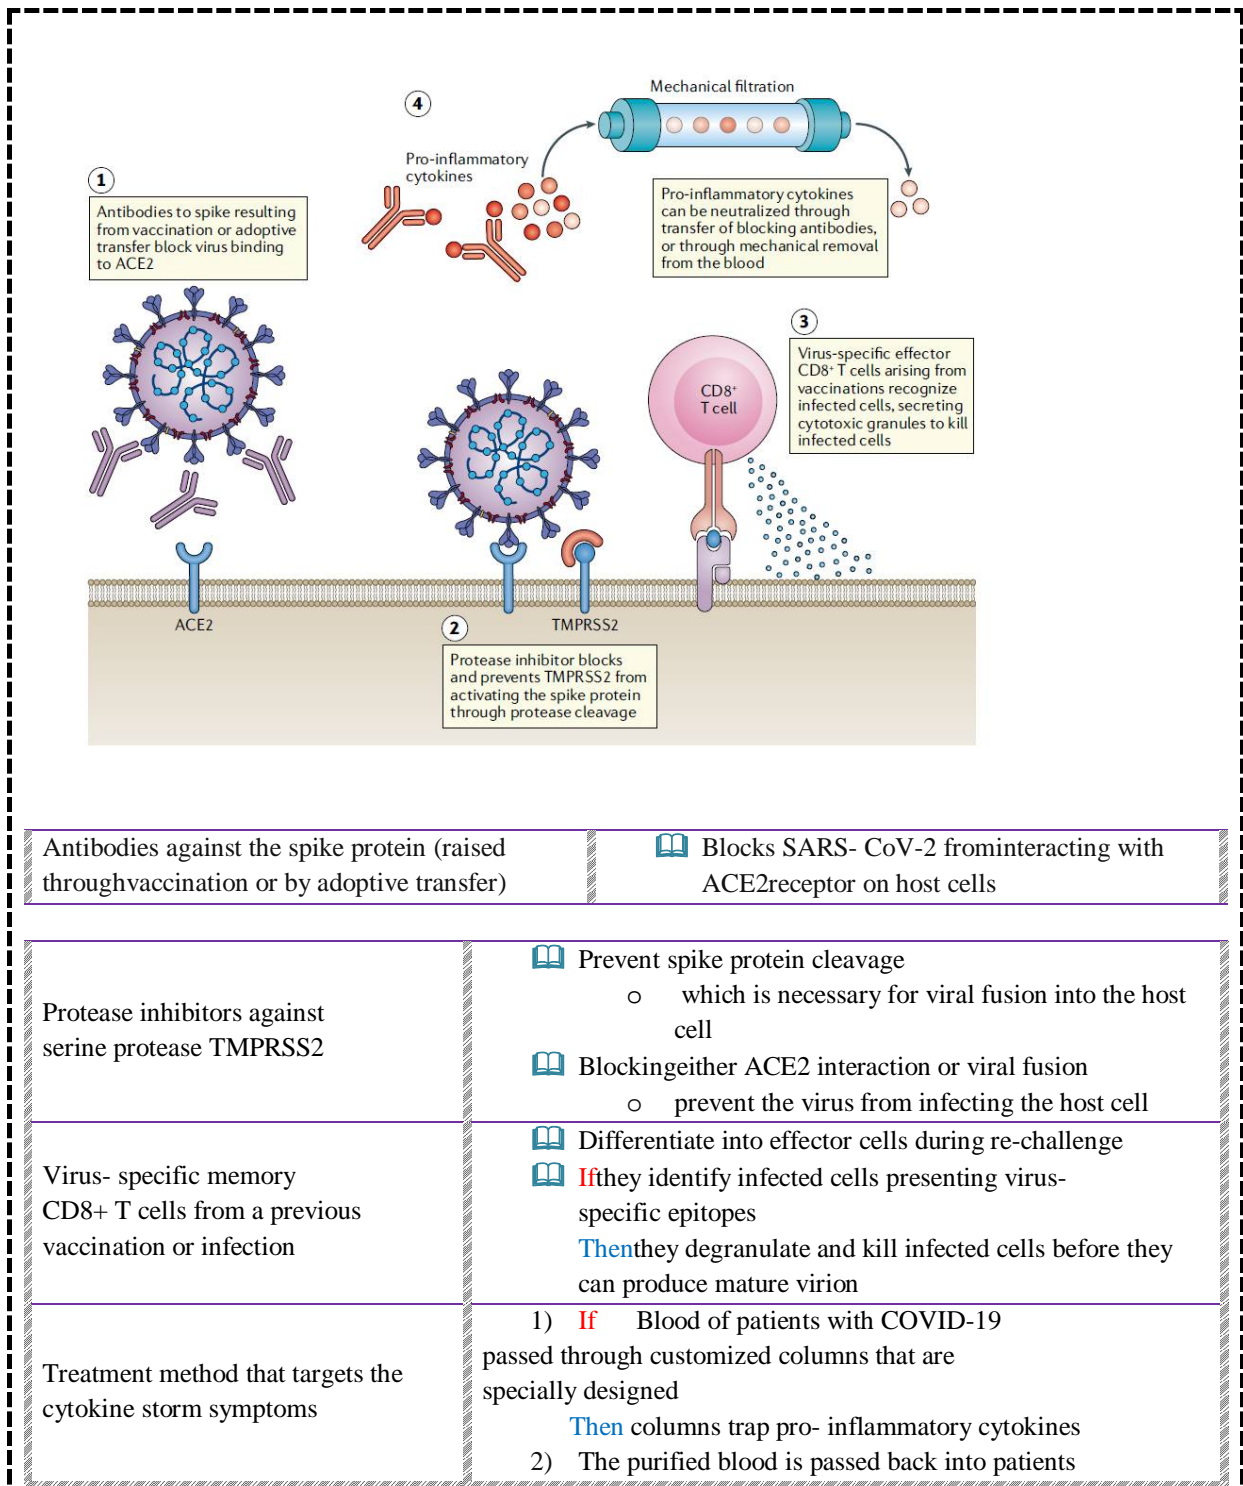 Mechanical filtration
4
Pro-inflammatory
cytokines
1
Antibodies to spike resulting
from vaccination or adoptive
transfer block virus binding
to ACE2
Pro-inflammatory cytokines
can be neutralized through
transfer of blocking antibodies,
or through mechanical removal
from the blood
3
Virus-specific effector
CD8⁺ T cells arising from
vaccinations recognize
infected cells, secreting
cytotoxic granules to kill
infected cells
CD8⁺
T cell
ACE2
2
TMPRSS2
Protease inhibitor blocks
and prevents TMPRSS2 from
activating the spike protein
through protease cleavage
Antibodies against the spike protein (raised
throughvaccination or by adoptive transfer)
Blocks SARS- CoV-2 frominteracting with
ACE2receptor on host cells
Protease inhibitors against
serine protease TMPRSS2
Prevent spike protein cleavage
o which is necessary for viral fusion into the host
cell
Blockingeither ACE2 interaction or viral fusion
o prevent the virus from infecting the host cell
Virus- specific memory
CD8+ T cells from a previous
vaccination or infection
Differentiate into effector cells during re-challenge
Ifthey identify infected cells presenting virus-
specific epitopes
Thenthey degranulate and kill infected cells before they
can produce mature virion
Treatment method that targets the
cytokine storm symptoms
1) If Blood of patients with COVID-19
passed through customized columns that are
specially designed
Then columns trap pro- inflammatory cytokines
2) The purified blood is passed back into patients